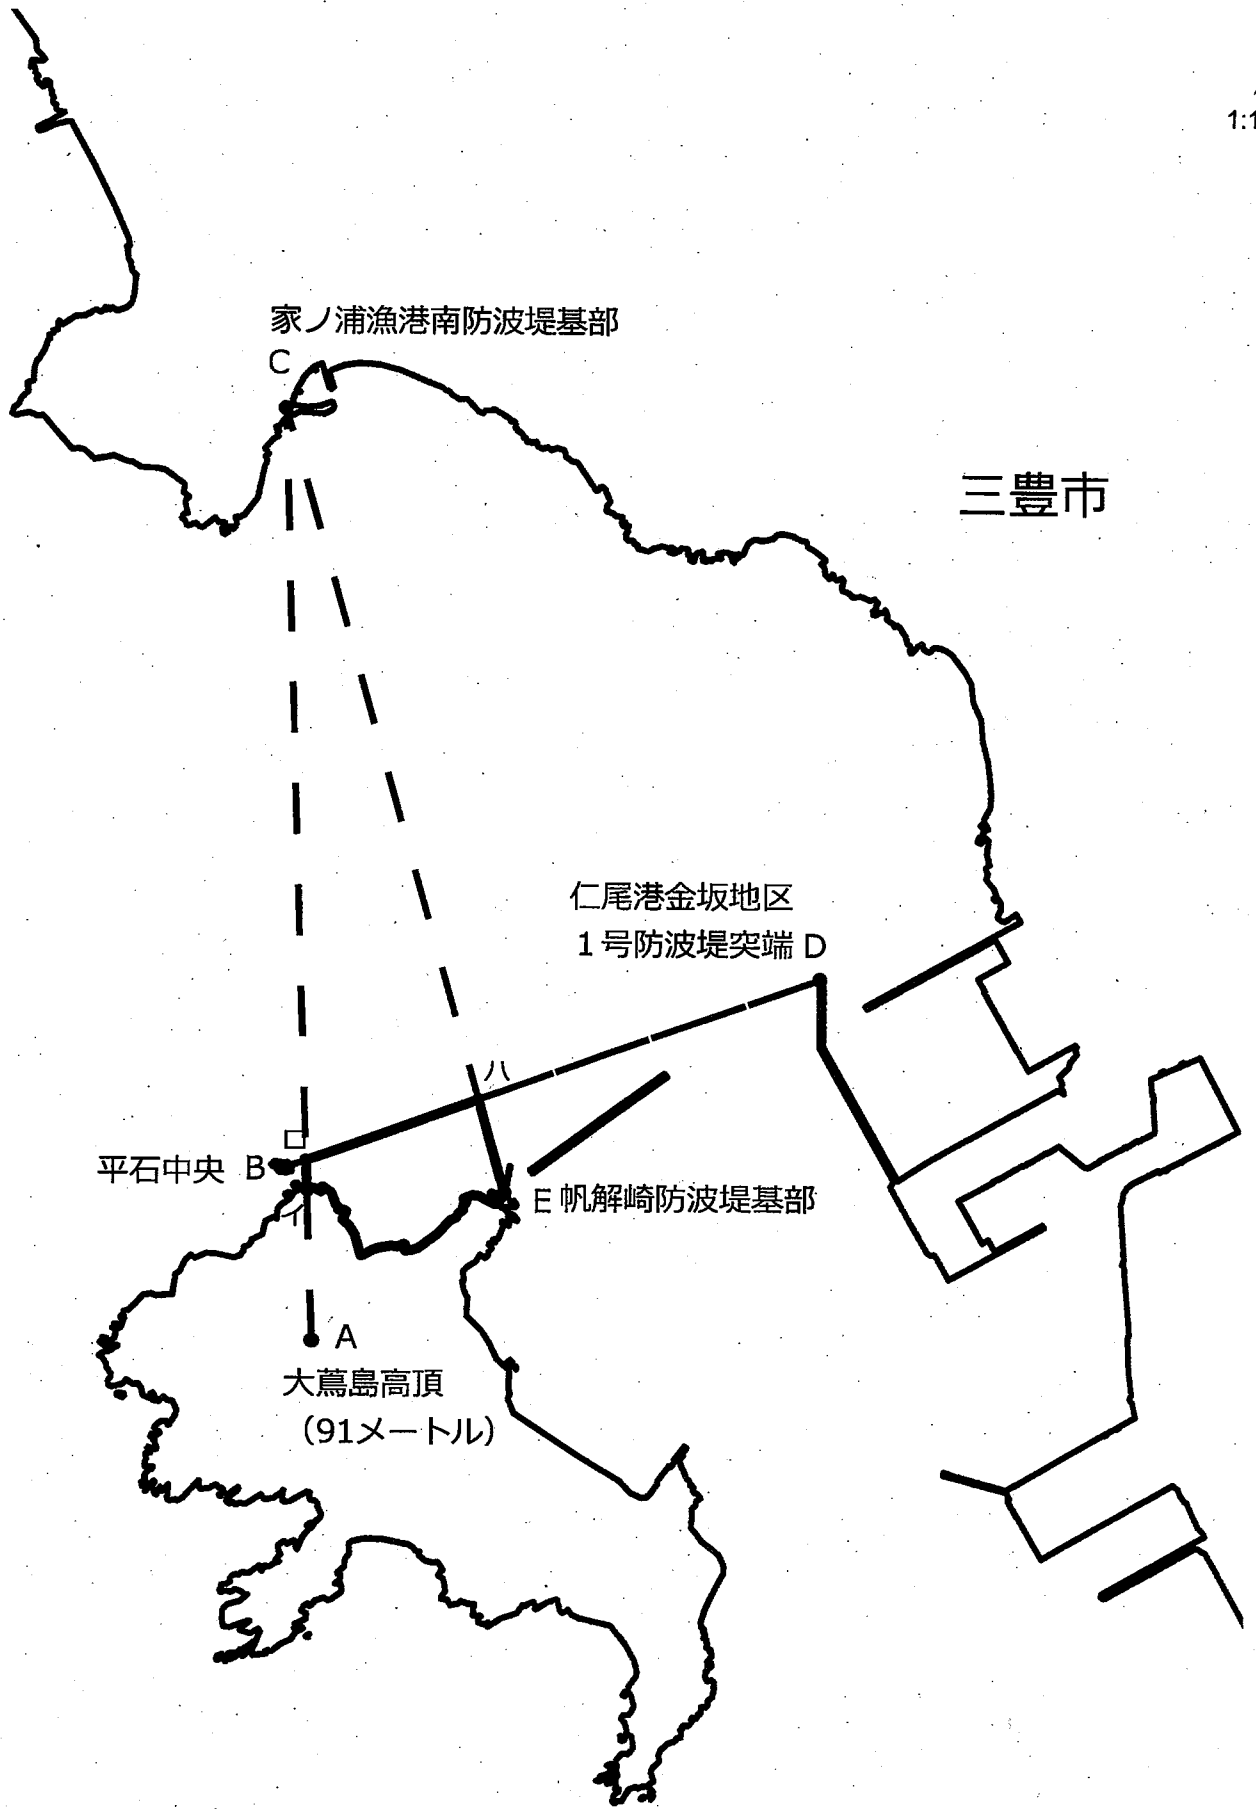 1:1
家ノ浦漁港南防波堤基部
C
三豊市
仁尾港金坂地区
1号防波堤突端 D
ハ
ロ
平石中央 B
イ
E 帆解崎防波堤基部
A
大蔦島高頂
(91メートル)